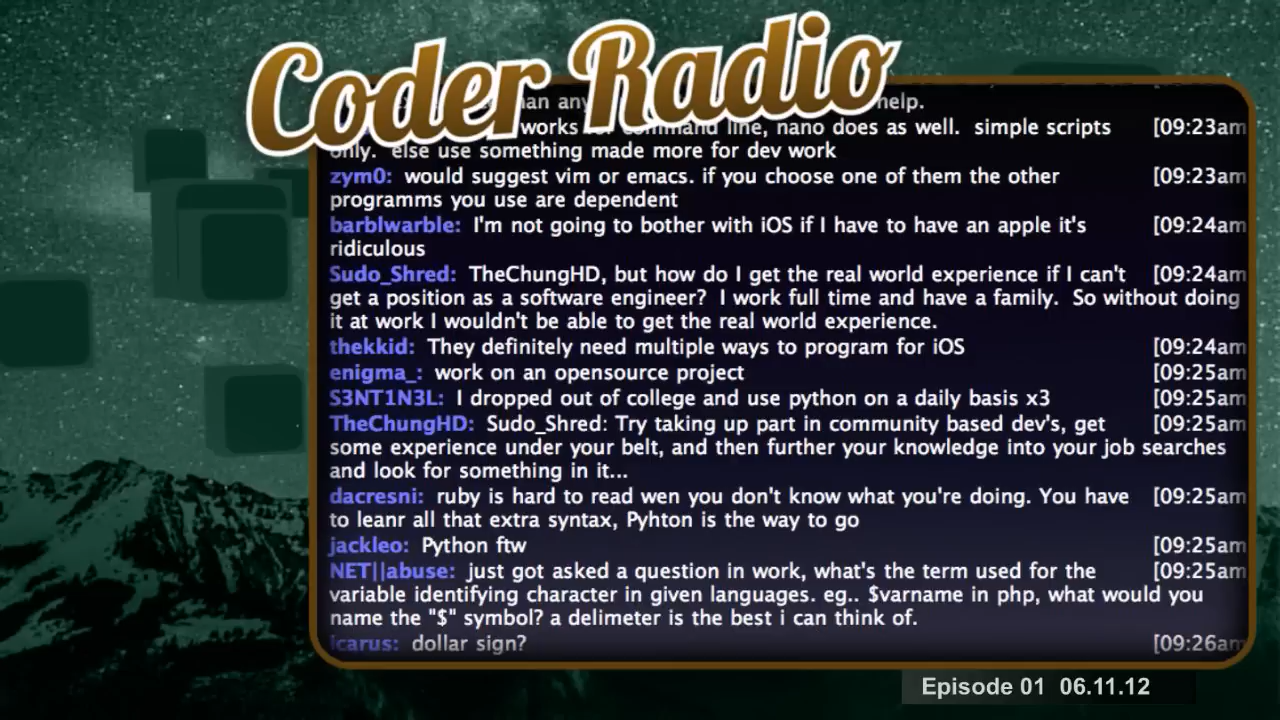 Coder Radio
an any help.
works command line, nano does as well. simple scripts [09:23am
only. else use something made more for dev work
zym0: would suggest vim or emacs. if you choose one of them the other [09:23am
programms you use are dependent
barblwarble: I'm not going to bother with iOS if I have to have an apple it's [09:24am
ridiculous
Sudo_Shred: TheChungHD, but how do I get the real world experience if I can't [09:24am
get a position as a software engineer? I work full time and have a family. So without doing
it at work I wouldn't be able to get the real world experience.
thekkid: They definitely need multiple ways to program for iOS [09:24am
enigma_: work on an opensource project [09:25am
S3NT1N3L: I dropped out of college and use python on a daily basis x3 [09:25am
TheChungHD: Sudo_Shred: Try taking up part in community based dev's, get [09:25am
some experience under your belt, and then further your knowledge into your job searches
and look for something in it...
dacresni: ruby is hard to read wen you don't know what you're doing. You have [09:25am
to leanr all that extra syntax, Pyhton is the way to go
jackleo: Python ftw [09:25am
NET||abuse: just got asked a question in work, what's the term used for the [09:25am
variable identifying character in given languages. eg.. $varname in php, what would you
name the "$" symbol? a delimeter is the best i can think of.
Icarus: dollar sign? [09:26am
Episode 01 06.11.12